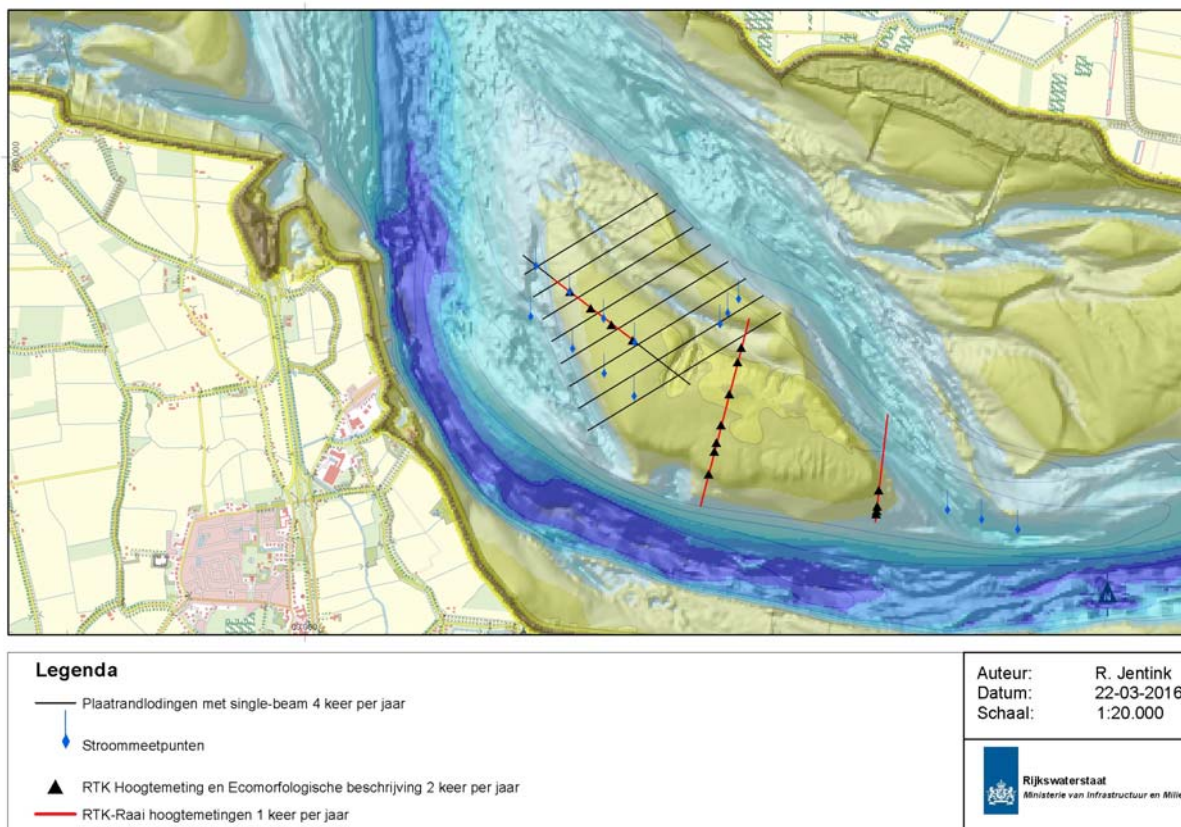 N
Legenda
Plaatrandlodingen met single-beam 4 keer per jaar
Stroommeetpunten
RTK Hoogtemeting en Ecomorfologische beschrijving 2 keer per jaar
RTK-Raai hoogtemetingen 1 keer per jaar
Auteur: R. Jentink
Datum: 22-03-2016
Schaal: 1:20.000
Rijkswaterstaat
Ministerie van Infrastructuur en Milie